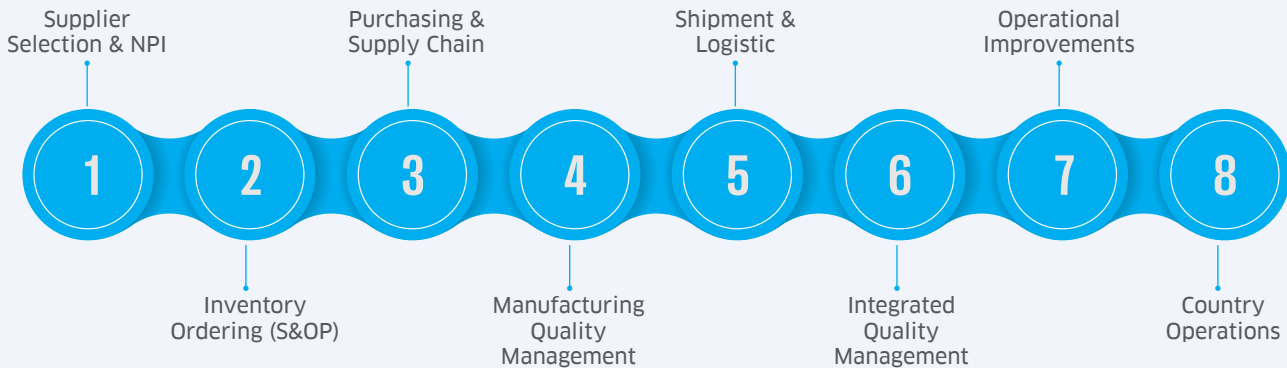 Supplier
Selection & NPI
Purchasing &
Supply Chain
Shipment &
Logistic
Operational
Improvements
1
2
3
4
5
6
7
8
Inventory
Ordering (S&OP)
Manufacturing
Quality
Management
Integrated
Quality
Management
Country
Operations